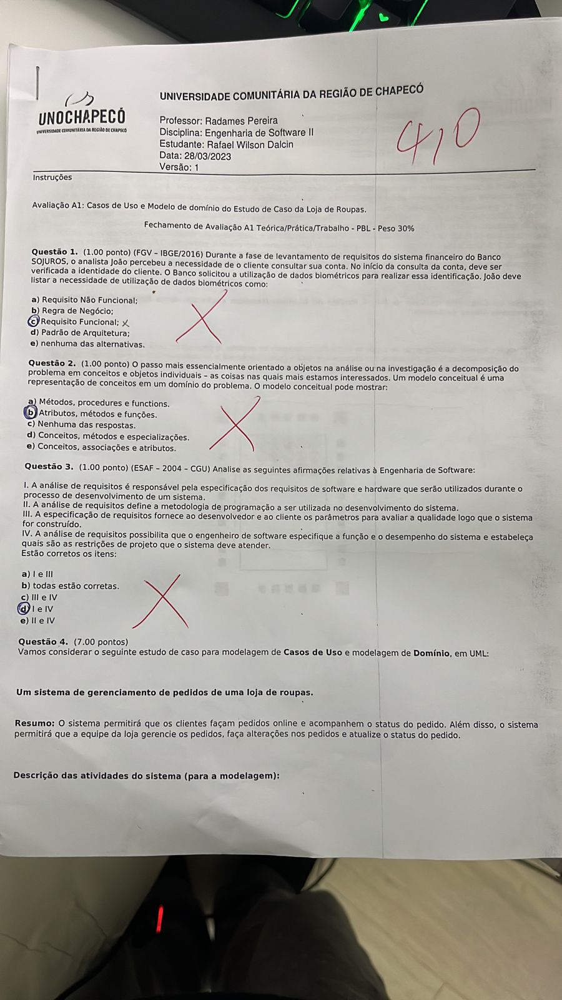 UNOCHAPECÓ
UNIVERSIDADE COMUNITÁRIA DA REGIÃO DE CHAPECÓ
UNIVERSIDADE COMUNITÁRIA DA REGIÃO DE CHAPECÓ
Professor: Radames Pereira
Disciplina: Engenharia de Software II
Estudante: Rafael Wilson Dalcin
Data: 28/03/2023
Versão: 1
4,0
Instruções
Avaliação A1: Casos de Uso e Modelo de domínio do Estudo de Caso da Loja de Roupas.
Fechamento de Avaliação A1 Teórica/Prática/Trabalho - PBL - Peso 30%
Questão 1. (1.00 ponto) (FGV – IBGE/2016) Durante a fase de levantamento de requisitos do sistema financeiro do Banco
SOJUROS, o analista João percebeu a necessidade de o cliente consultar sua conta. No início da consulta da conta, deve ser
verificada a identidade do cliente. O Banco solicitou a utilização de dados biométricos para realizar essa identificação. João deve
listar a necessidade de utilização de dados biométricos como:
a) Requisito Não Funcional;
b) Regra de Negócio;
c) Requisito Funcional; X
d) Padrão de Arquitetura;
e) nenhuma das alternativas.
Questão 2. (1.00 ponto) O passo mais essencialmente orientado a objetos na análise ou na investigação é a decomposição do
problema em conceitos e objetos individuais – as coisas nas quais mais estamos interessados. Um modelo conceitual é uma
representação de conceitos em um domínio do problema. O modelo conceitual pode mostrar:
a) Métodos, procedures e functions.
b) Atributos, métodos e funções.
c) Nenhuma das respostas.
d) Conceitos, métodos e especializações.
e) Conceitos, associações e atributos.
Questão 3. (1.00 ponto) (ESAF – 2004 – CGU) Analise as seguintes afirmações relativas à Engenharia de Software:
I. A análise de requisitos é responsável pela especificação dos requisitos de software e hardware que serão utilizados durante o
processo de desenvolvimento de um sistema.
II. A análise de requisitos define a metodologia de programação a ser utilizada no desenvolvimento do sistema.
III. A especificação de requisitos fornece ao desenvolvedor e ao cliente os parâmetros para avaliar a qualidade logo que o sistema
for construído.
IV. A análise de requisitos possibilita que o engenheiro de software especifique a função e o desempenho do sistema e estabeleça
quais são as restrições de projeto que o sistema deve atender.
Estão corretos os itens:
a) I e III
b) todas estão corretas.
c) III e IV
d) I e IV
e) II e IV
Questão 4. (7.00 pontos)
Vamos considerar o seguinte estudo de caso para modelagem de Casos de Uso e modelagem de Domínio, em UML:
Um sistema de gerenciamento de pedidos de uma loja de roupas.
Resumo: O sistema permitirá que os clientes façam pedidos online e acompanhem o status do pedido. Além disso, o sistema
permitirá que a equipe da loja gerencie os pedidos, faça alterações nos pedidos e atualize o status do pedido.
Descrição das atividades do sistema (para a modelagem):